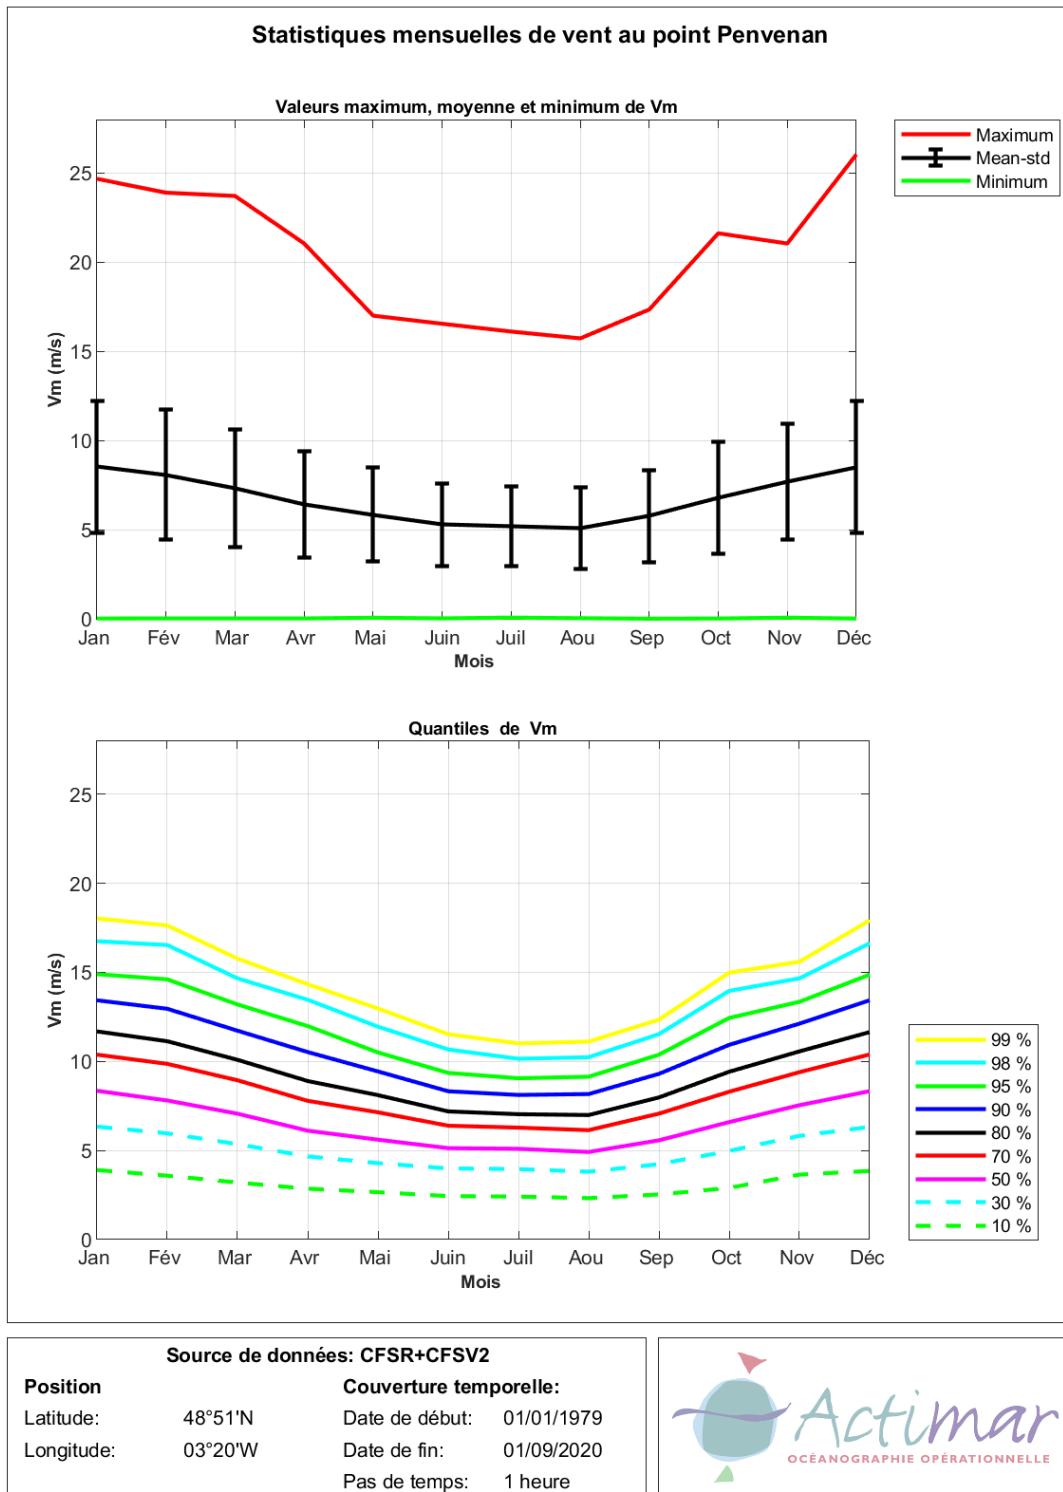 Statistiques mensuelles de vent au point Penvenan
Valeurs maximum, moyenne et minimum de Vm
Maximum
Mean-std
Minimum
25
20
15
10
5
0
Vm (m/s)
Jan Fév Mar Avr Mai Juin Juil Aou Sep Oct Nov Déc
Mois
Quantiles de Vm
25
20
15
10
5
0
Vm (m/s)
Jan Fév Mar Avr Mai Juin Juil Aou Sep Oct Nov Déc
Mois
99 %
98 %
95 %
90 %
80 %
70 %
50 %
30 %
10 %
Source de données: CFSR+CFSV2
Position Couverture temporelle:
Latitude: 48°51'N Date de début: 01/01/1979
Longitude: 03°20'W Date de fin: 01/09/2020
Pas de temps: 1 heure
Actimar
OCÉANOGRAPHIE OPÉRATIONNELLE